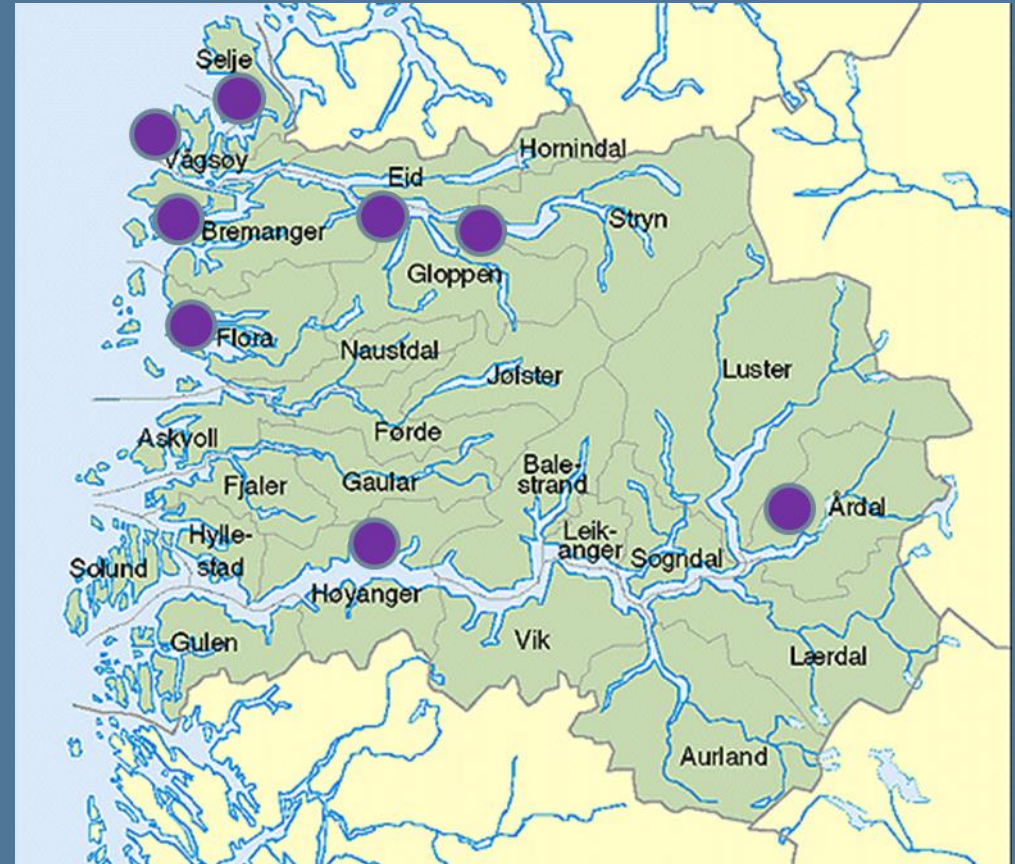 Selje
Vågsøy
Hornindal
Eid
Stryn
Bremanger
Gloppen
Flora
Naustdal
Jølster
Luster
Askvoll
Førde
Fjaler
Gaular
Bale-
strand
Årdal
Hylle-
stad
Leik-
anger
Sogndal
Solund
Høyanger
Gulen
Vik
Lærdal
Aurland